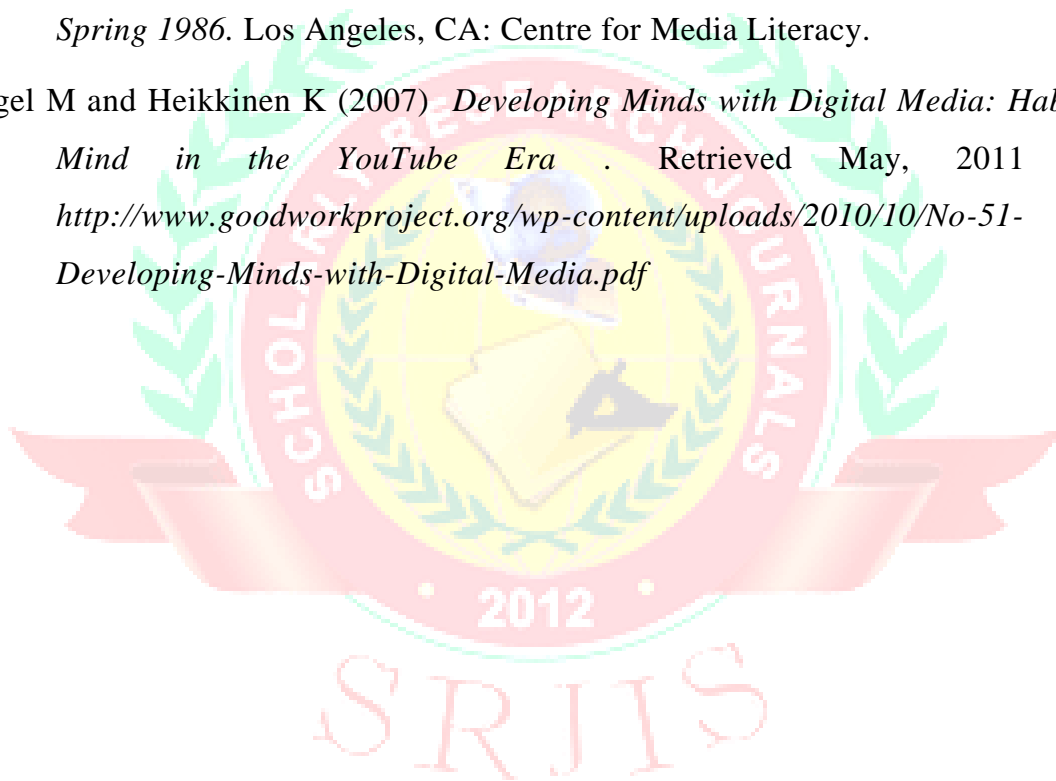 Spring 1986. Los Angeles, CA: Centre for Media Literacy.
gel M and Heikkinen K (2007) Developing Minds with Digital Media: Hab
Mind in the YouTube Era . Retrieved May, 2011
http://www.goodworkproject.org/wp-content/uploads/2010/10/No-51-
Developing-Minds-with-Digital-Media.pdf
SCHOLARLY RESEARCH JOURNALS
2012
SRJIS